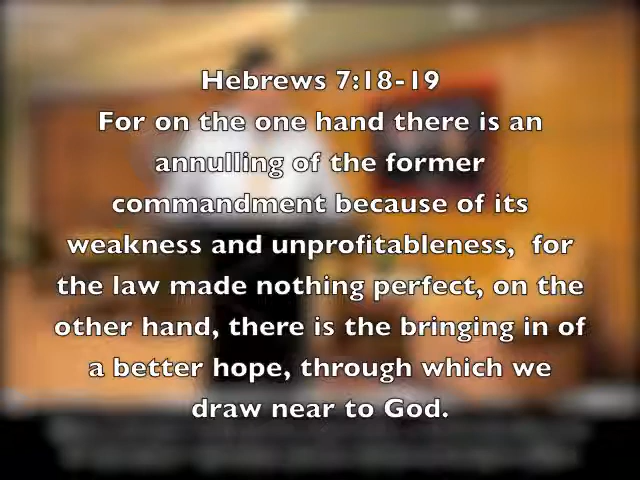 Hebrews 7:18-19
For on the one hand there is an
annulling of the former
commandment because of its
weakness and unprofitableness,  for
the law made nothing perfect, on the
other hand, there is the bringing in of
a better hope, through which we
draw near to God.